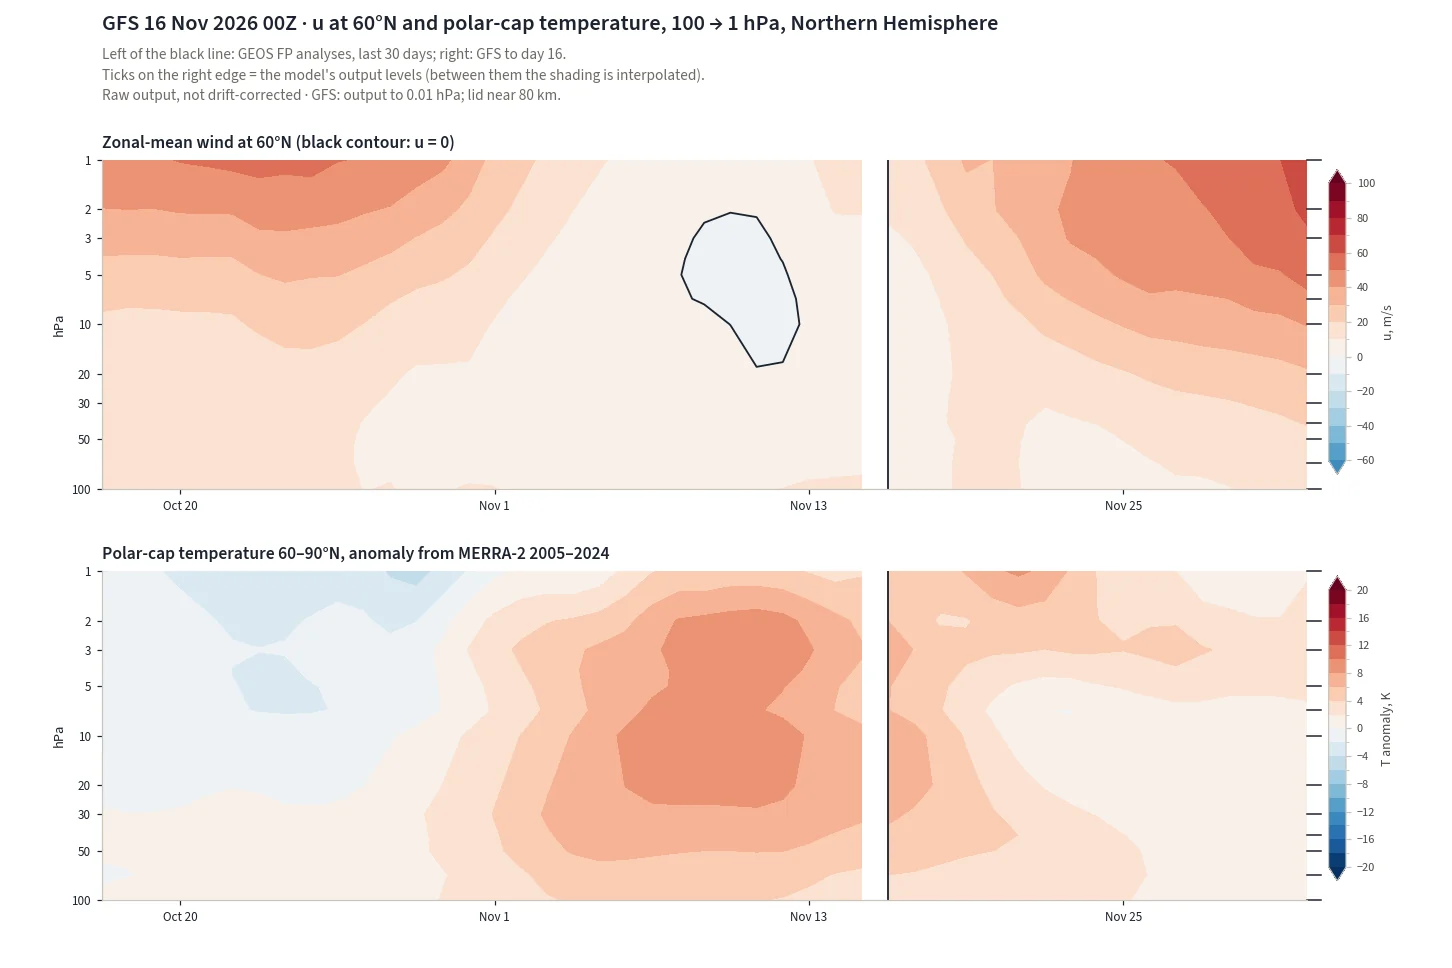 GFS 16 Nov 2026 00Z · u at 60°N and polar-cap temperature, 100 → 1 hPa, Northern Hemisphere
Left of the black line: GEOS FP analyses, last 30 days; right: GFS to day 16.
Ticks on the right edge = the model's output levels (between them the shading is interpolated).
Raw output, not drift-corrected · GFS: output to 0.01 hPa; lid near 80 km.
Zonal-mean wind at 60°N (black contour: u = 0)
1
2
3
5
10
20
30
50
100
hPa
Oct 20
Nov 1
Nov 13
Nov 25
100
80
60
40
20
0
−20
−40
−60
u, m/s
Polar-cap temperature 60–90°N, anomaly from MERRA-2 2005–2024
1
2
3
5
10
20
30
50
100
hPa
Oct 20
Nov 1
Nov 13
Nov 25
20
16
12
8
4
0
−4
−8
−12
−16
−20
T anomaly, K